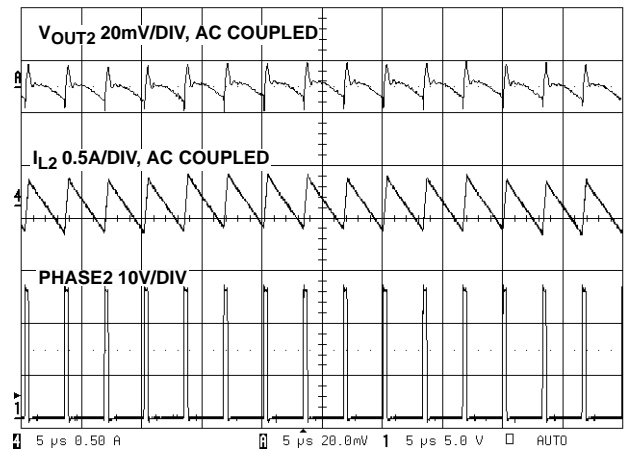 VOUT2 20mV/DIV, AC COUPLED
A
IL2 0.5A/DIV, AC COUPLED
4
PHASE2 10V/DIV
1
4 5 µs 0.50 A A 5 µs 20.0mV 1 5 µs 5.0 V AUTO